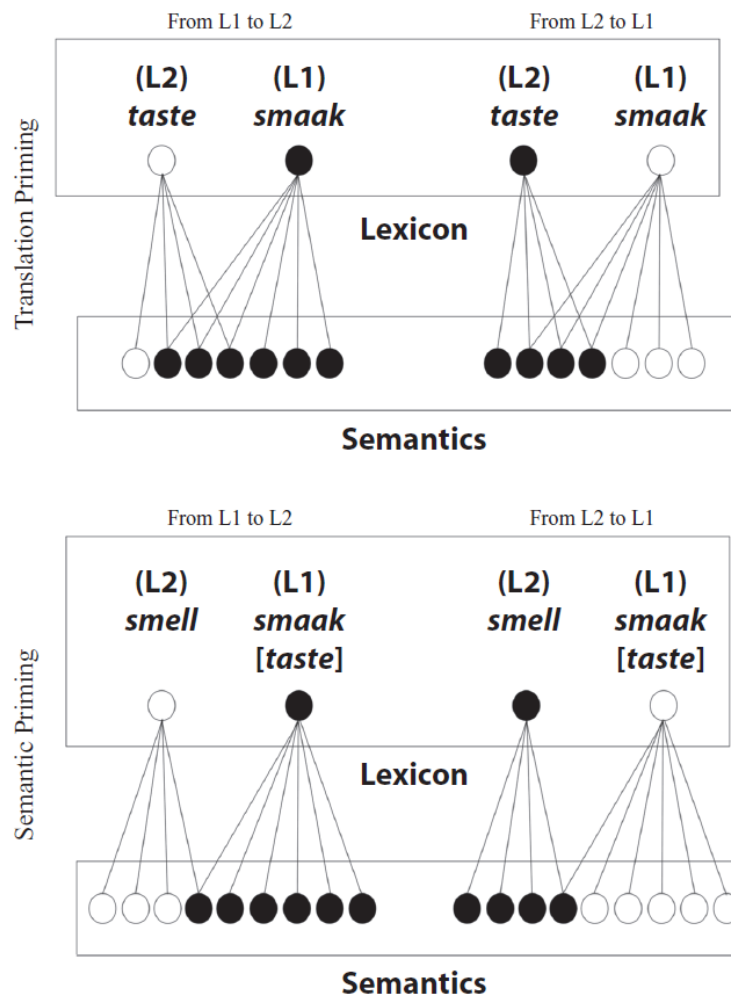 From L1 to L2 From L2 to L1
(L2) (L1) (L2) (L1)
taste smaak taste smaak
Translation Priming
Lexicon
Semantics
From L1 to L2 From L2 to L1
(L2) (L1) (L2) (L1)
smell smaak smell smaak
[taste] [taste]
Semantic Priming
Lexicon
Semantics